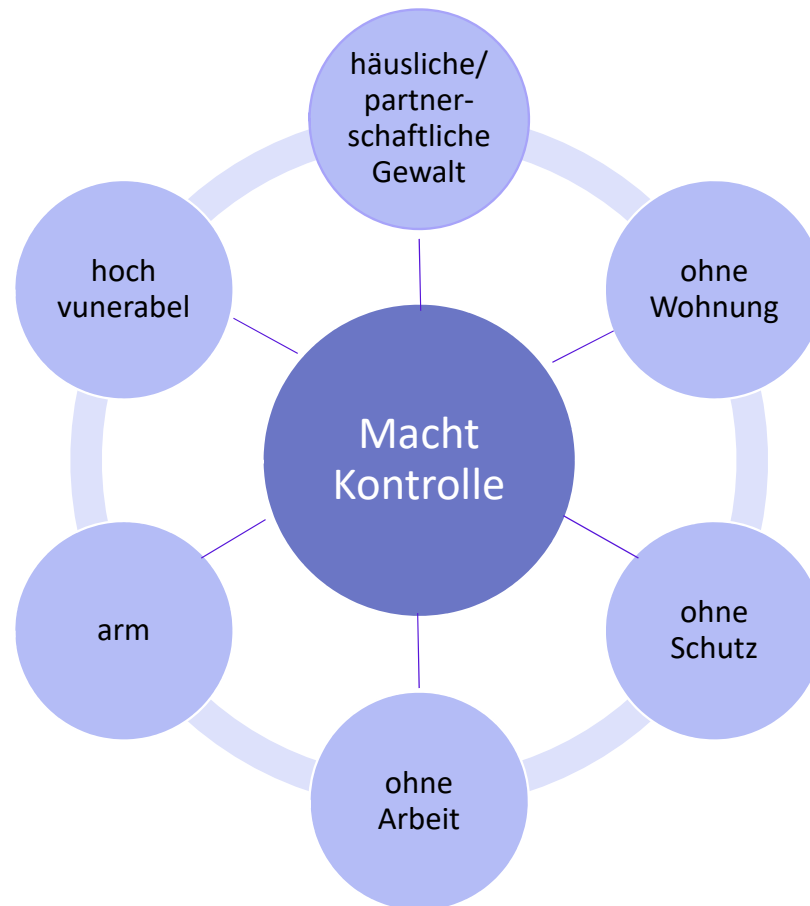 häusliche/
partner-
schaftliche
Gewalt
ohne
Wohnung
ohne
Schutz
ohne
Arbeit
arm
hoch
vunerabel
Macht
Kontrolle